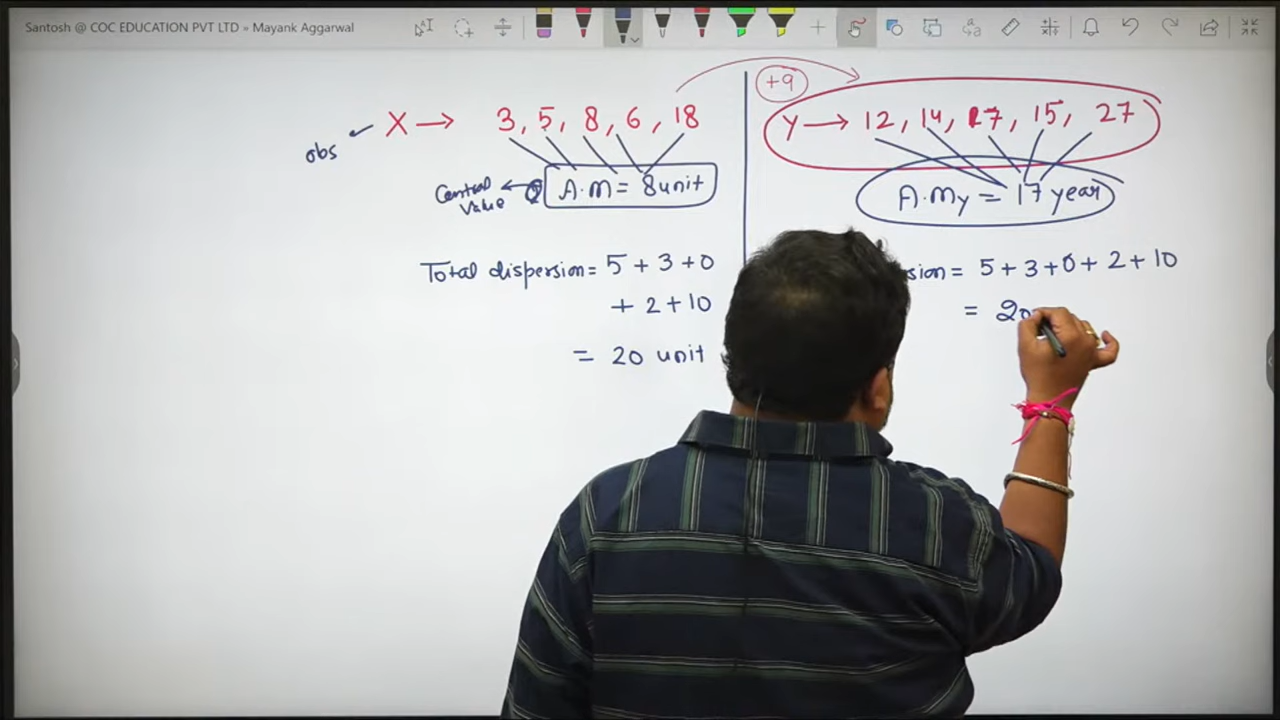 Santosh @ COC EDUCATION PVT LTD » Mayank Aggarwal
+9
X → 3, 5, 8, 6, 18
Y → 12, 14, 17, 15, 27
obs
Central Value
A.M = 8 unit
A.My = 17 year
Total dispersion = 5 + 3 + 0
+ 2 + 10
= 20 unit
sion = 5 + 3 + 0 + 2 + 10
= 20